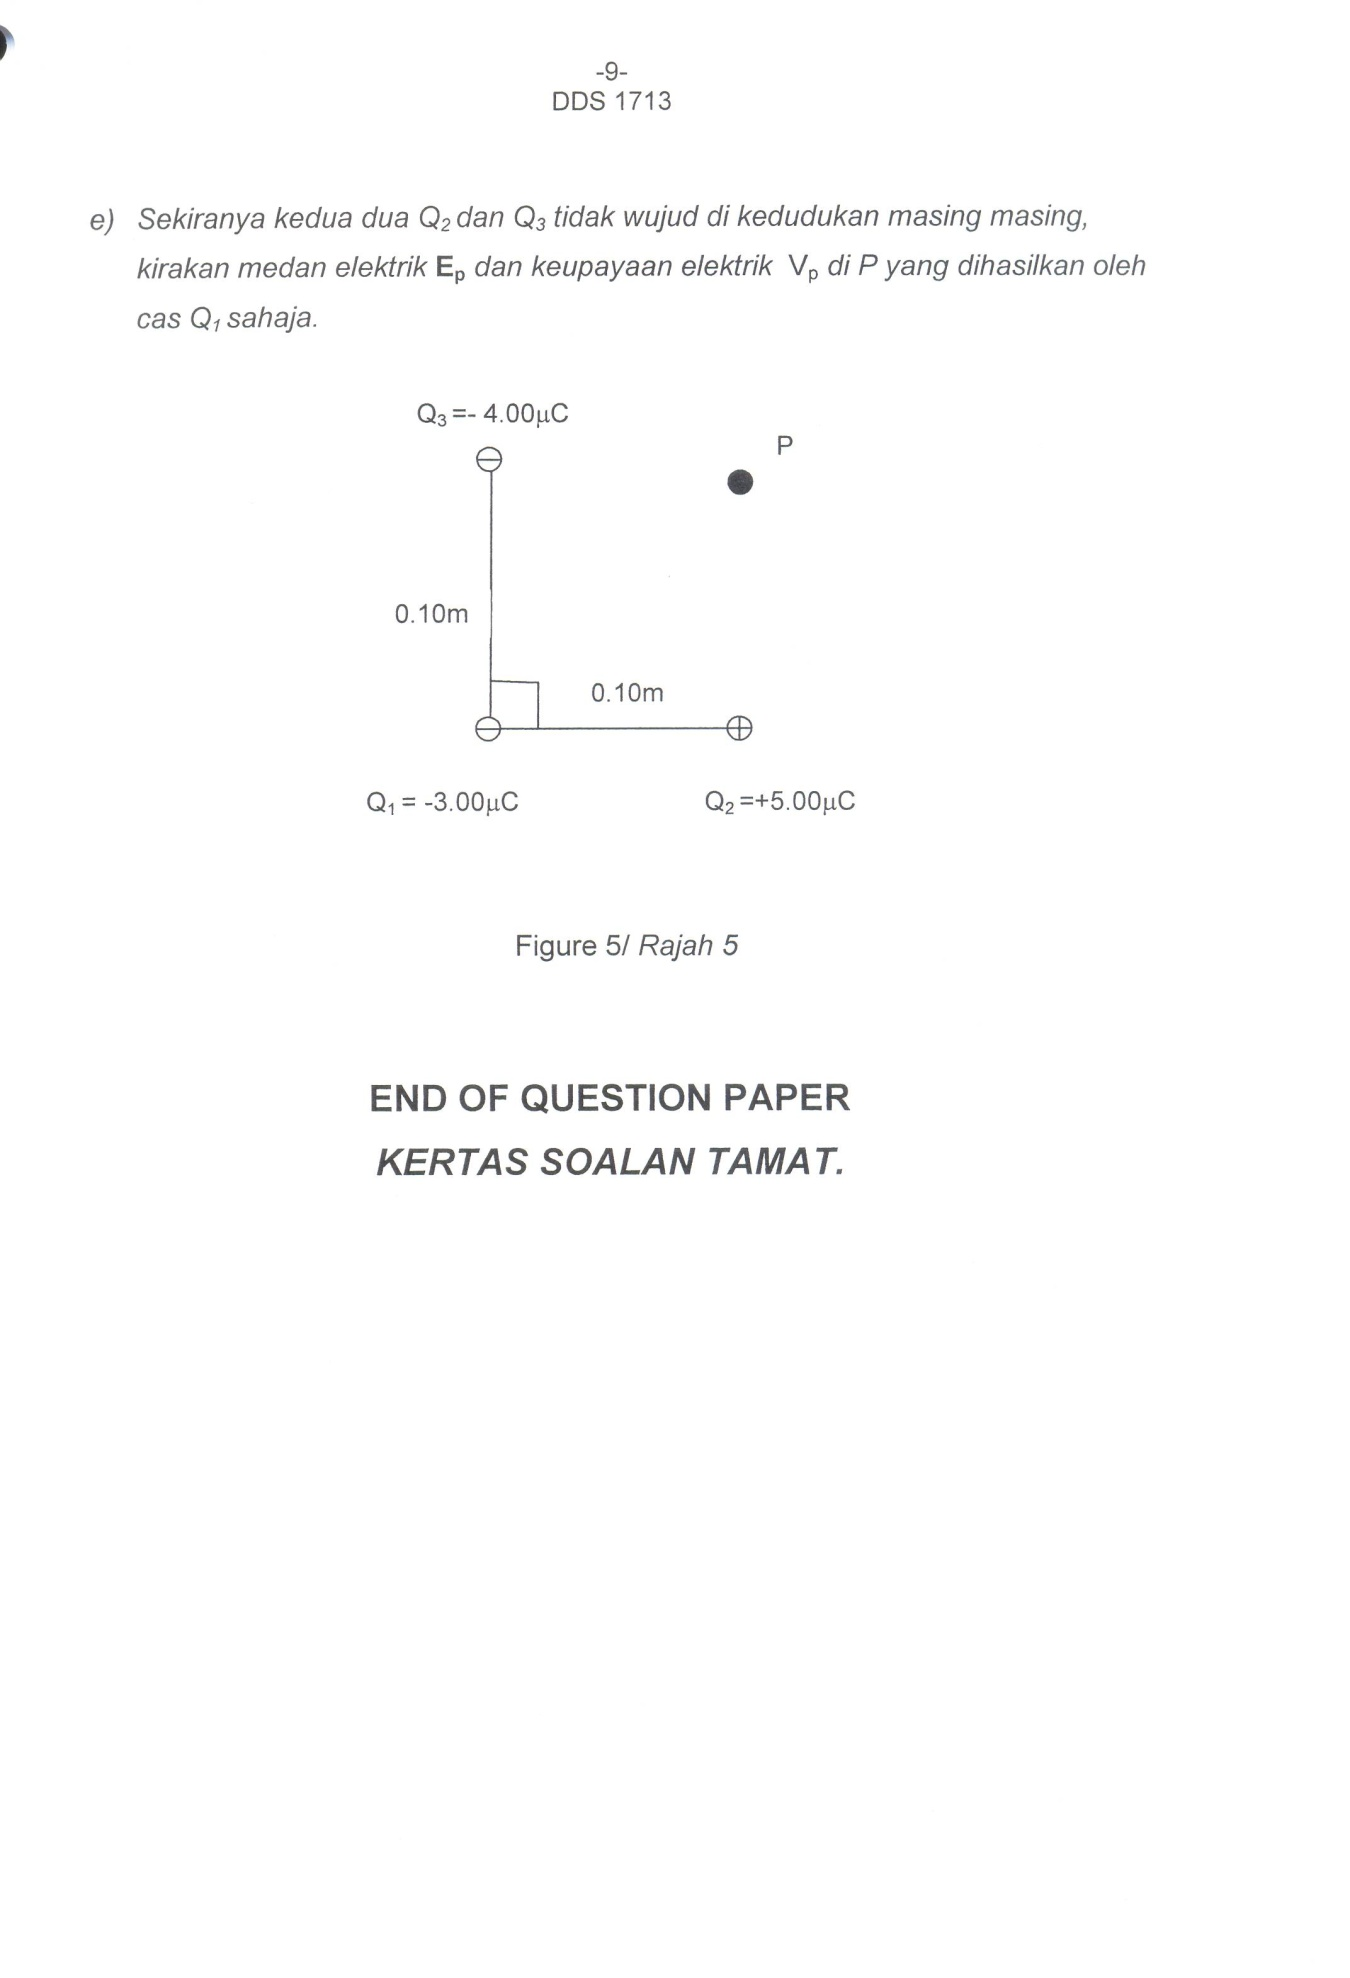 -9-
DDS 1713
e) Sekiranya kedua dua Q₂ dan Q₃ tidak wujud di kedudukan masing masing,
kirakan medan elektrik Eₚ dan keupayaan elektrik Vₚ di P yang dihasilkan oleh
cas Q₁ sahaja.
Q₃ =- 4.00µC
P
0.10m
0.10m
Q₁ = -3.00µC
Q₂ =+5.00µC
Figure 5/ Rajah 5
END OF QUESTION PAPER
KERTAS SOALAN TAMAT.